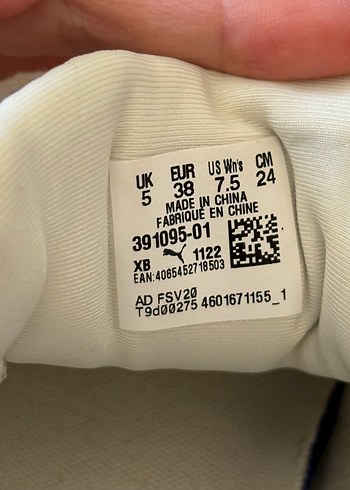 UK EUR US Wn's CM
5 38 7.5 24
MADE IN CHINA
FABRIQUÉ EN CHINE
391095-01
XB 1122
EAN:4065452718503
AD FSV20
T9d00275 4601671155_1